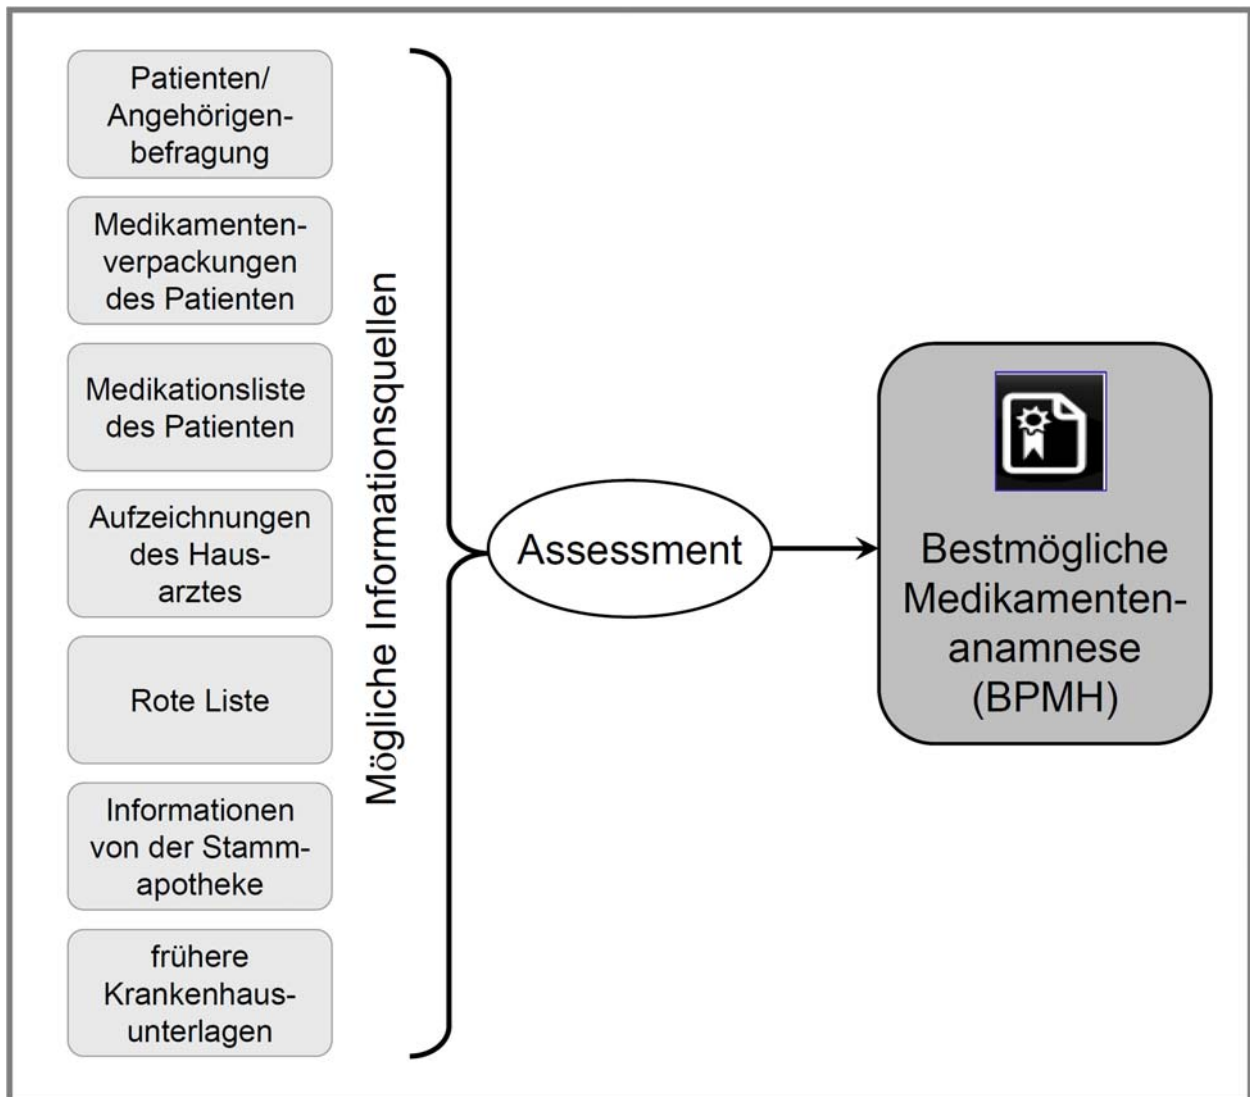 Patienten/
Angehörigen-
befragung
Medikamenten-
verpackungen
des Patienten
Medikationsliste
des Patienten
Aufzeichnungen
des Haus-
arztes
Rote Liste
Informationen
von der Stamm-
apotheke
frühere
Krankenhaus-
unterlagen
Mögliche Informationsquellen
Assessment
Bestmögliche
Medikamenten-
anamnese
(BPMH)